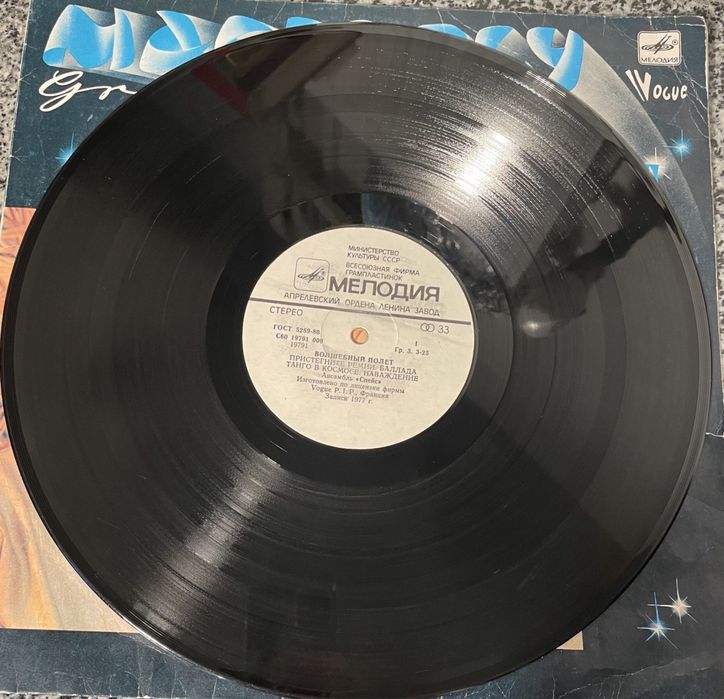 МЕЛОДИЯ
Gr
Vogue
МИНИСТЕРСТВО
КУЛЬТУРЫ СССР
ВСЕСОЮЗНАЯ ФИРМА
ГРАМПЛАСТИНОК
МЕЛОДИЯ
АПРЕЛЕВСКИЙ ОРДЕНА ЛЕНИНА ЗАВОД
СТЕРЕО
33
ГОСТ 5289-80
С60 19791 009
19791
I
Гр. 3. 3-25
ВОЛШЕБНЫЙ ПОЛЕТ
ПРИСТЕГНИТЕ РЕМНИ. БАЛЛАДА
ТАНГО В КОСМОСЕ. НАВАЖДЕНИЕ
Ансамбль «Спейс»
Изготовлено по лицензии фирмы
Vogue P. I. P., Франция
Запись 1977 г.